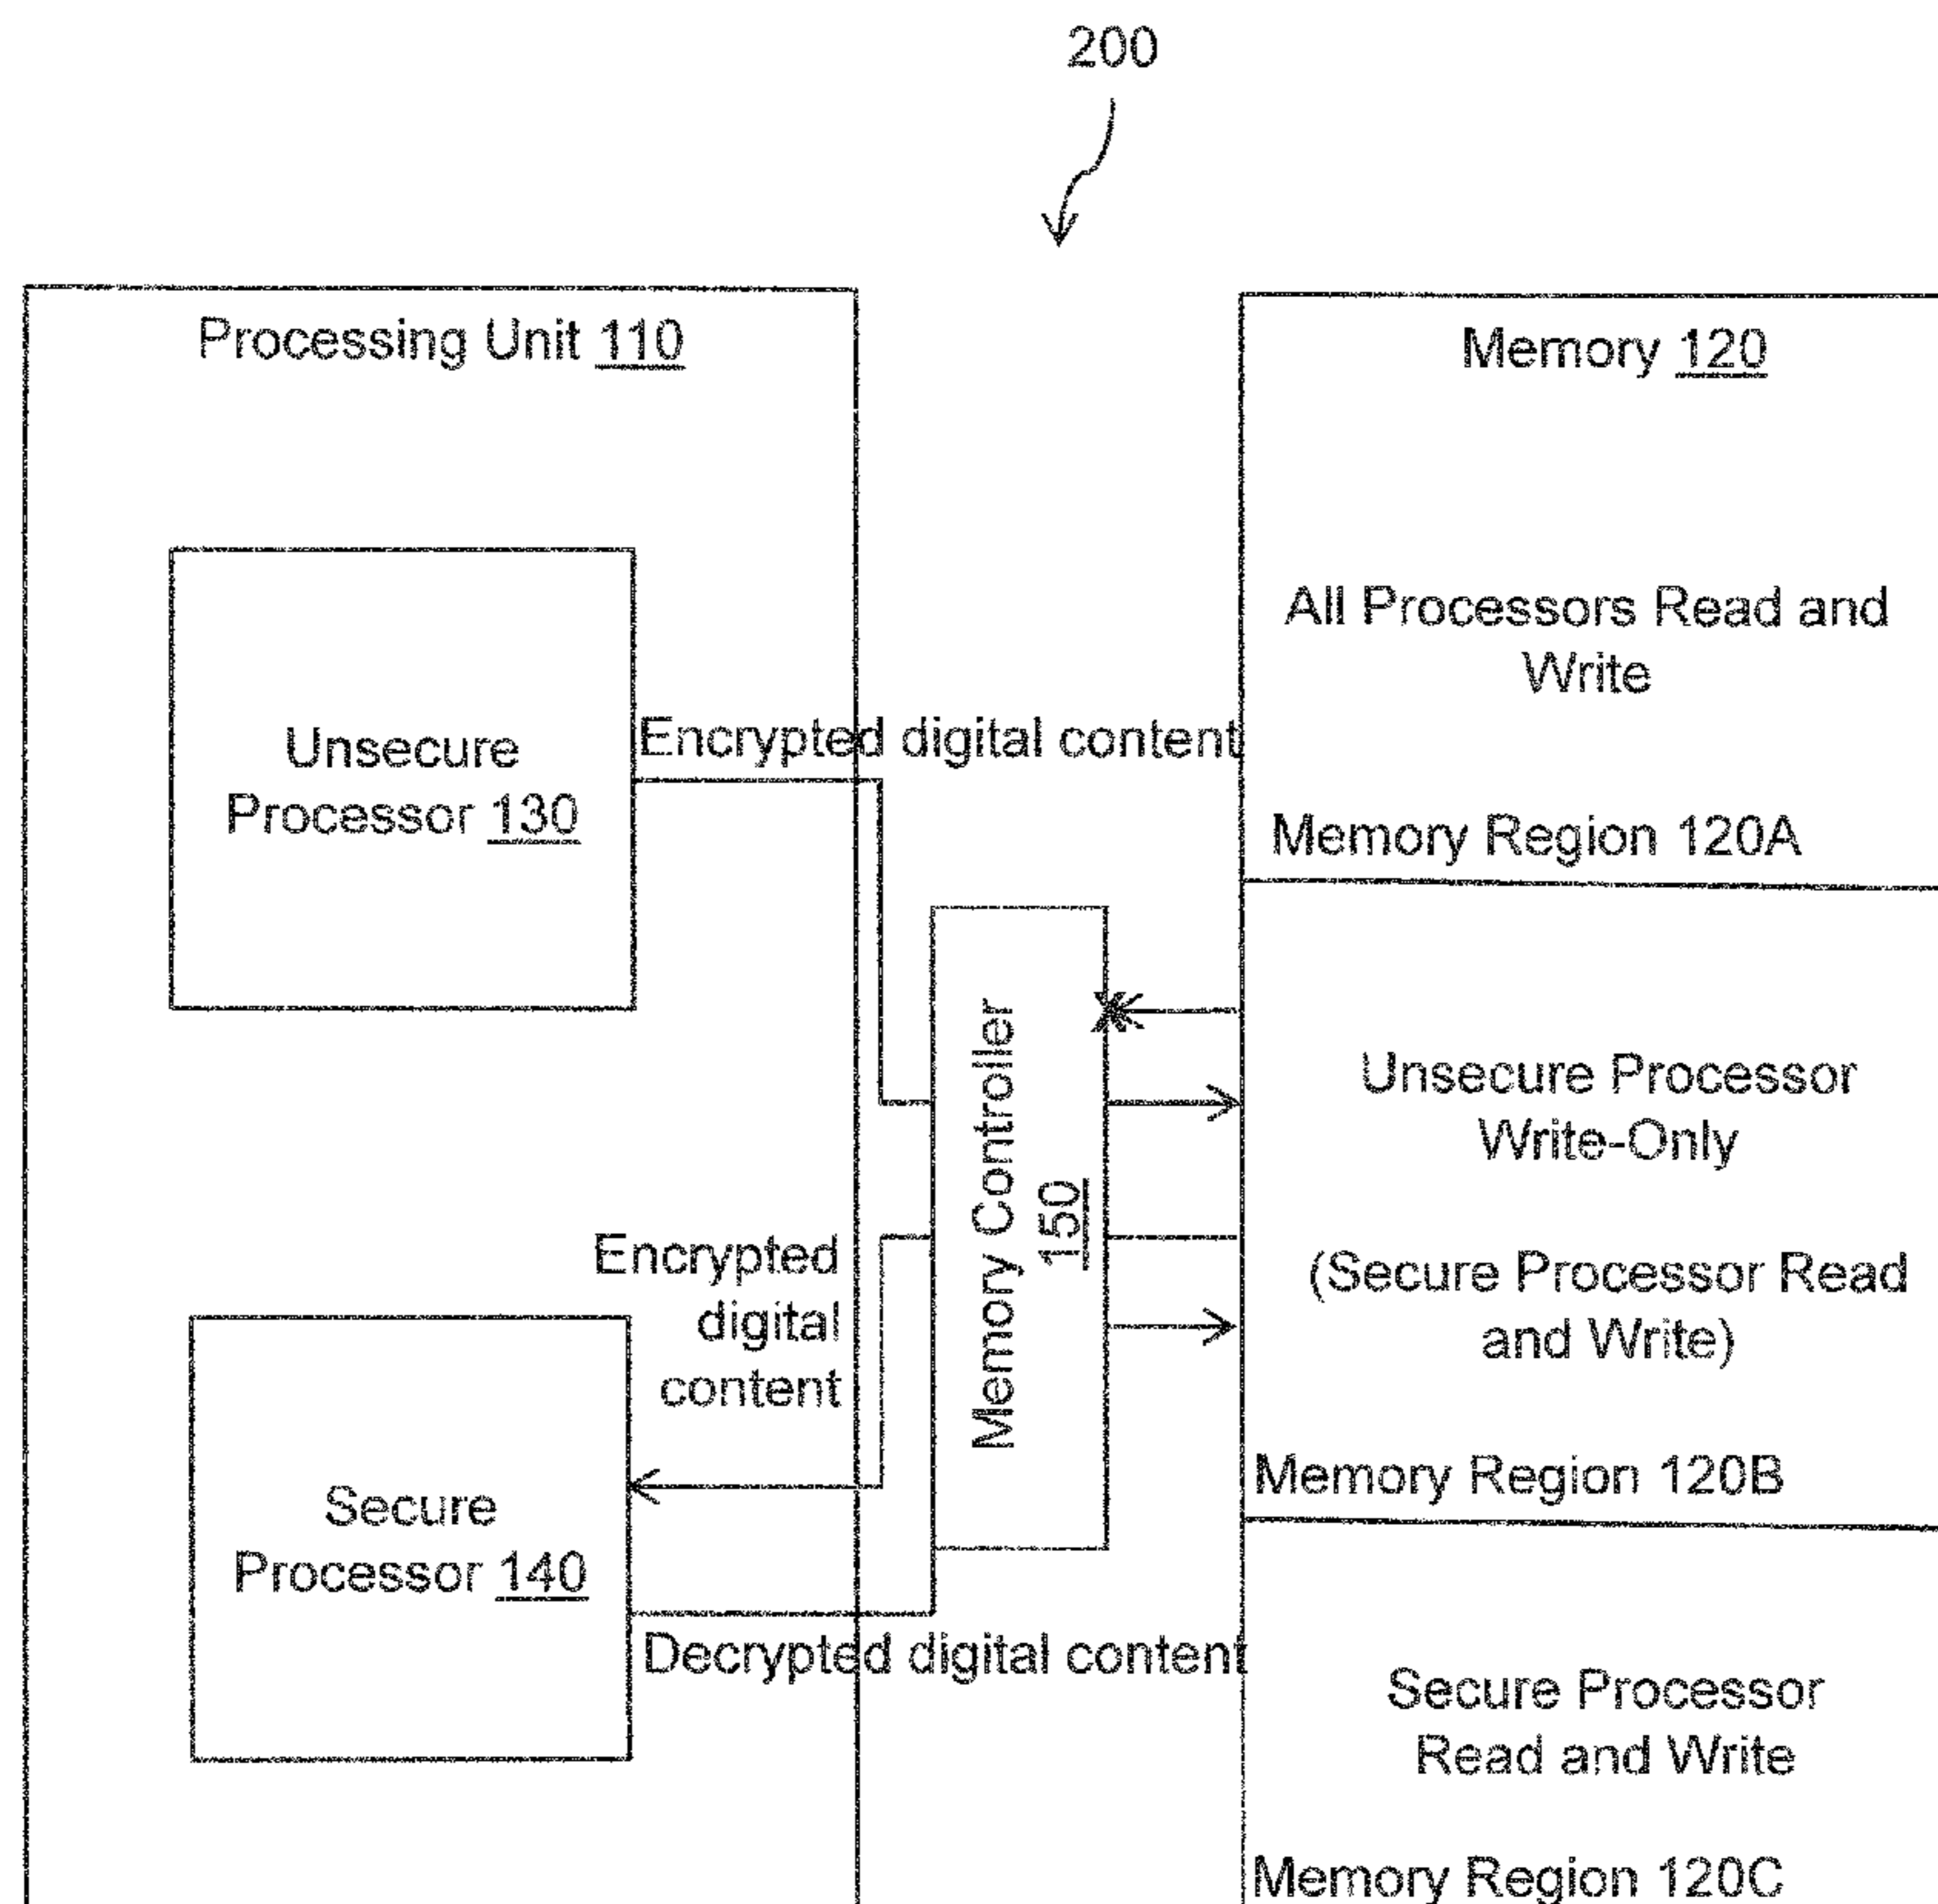 200
Processing Unit 110
Memory 120
All Processors Read and
Write
Unsecure
Processor 130
Encrypted digital content
Memory Region 120A
Memory Controller
150
Unsecure Processor
Write-Only
(Secure Processor Read
and Write)
Encrypted
digital
content
Memory Region 120B
Secure
Processor 140
Decrypted digital content
Secure Processor
Read and Write
Memory Region 120C